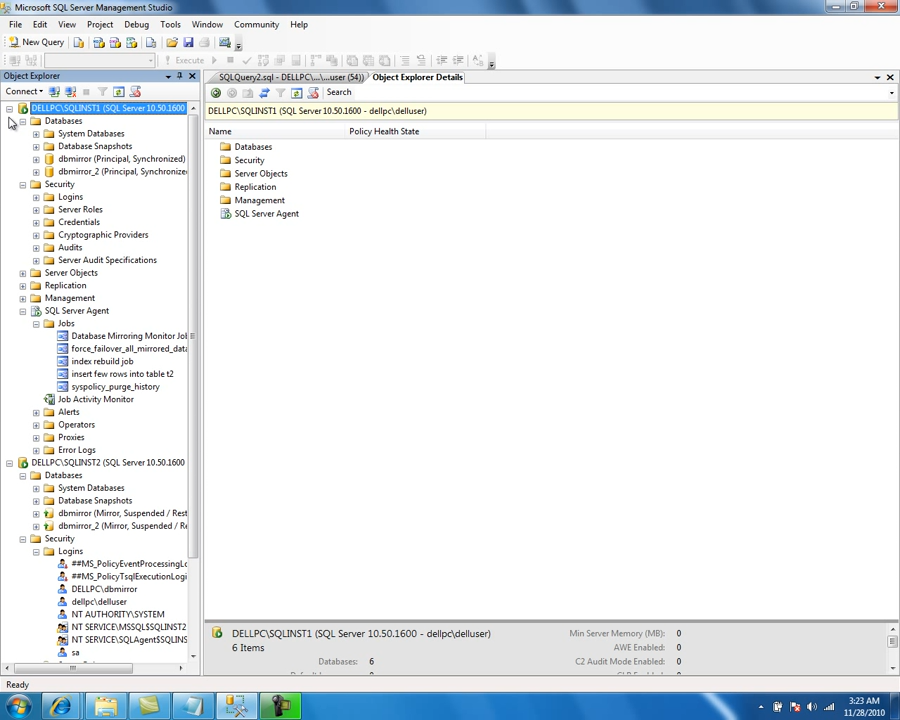 Microsoft SQL Server Management Studio
File Edit View Project Debug Tools Window Community Help
New Query
Execute
Object Explorer
SQLQuery2.sql - DELLPC\...\...user (54))
Object Explorer Details
Connect
Search
DELLPC\SQLINST1 (SQL Server 10.50.1600
DELLPC\SQLINST1 (SQL Server 10.50.1600 - dellpc\delluser)
Databases
System Databases
Database Snapshots
dbmirror (Principal, Synchronized)
dbmirror_2 (Principal, Synchronize
Security
Logins
Server Roles
Credentials
Cryptographic Providers
Audits
Server Audit Specifications
Server Objects
Replication
Management
SQL Server Agent
Jobs
Database Mirroring Monitor Jol
force_failover_all_mirrored_data
index rebuild job
insert few rows into table t2
syspolicy_purge_history
Job Activity Monitor
Alerts
Operators
Proxies
Error Logs
DELLPC\SQLINST2 (SQL Server 10.50.1600
Databases
System Databases
Database Snapshots
dbmirror (Mirror, Suspended / Rest
dbmirror_2 (Mirror, Suspended / R
Security
Logins
##MS_PolicyEventProcessingLo
##MS_PolicyTsqlExecutionLogi
DELLPC\dbmirror
dellpc\delluser
NT AUTHORITY\SYSTEM
NT SERVICE\MSSQL$SQLINST2
NT SERVICE\SQLAgent$SQLINS
sa
Name Policy Health State
Databases
Security
Server Objects
Replication
Management
SQL Server Agent
DELLPC\SQLINST1 (SQL Server 10.50.1600 - dellpc\delluser)
6 Items
Databases: 6
Min Server Memory (MB): 0
AWE Enabled: 0
C2 Audit Mode Enabled: 0
Ready
3:23 AM
11/28/2010